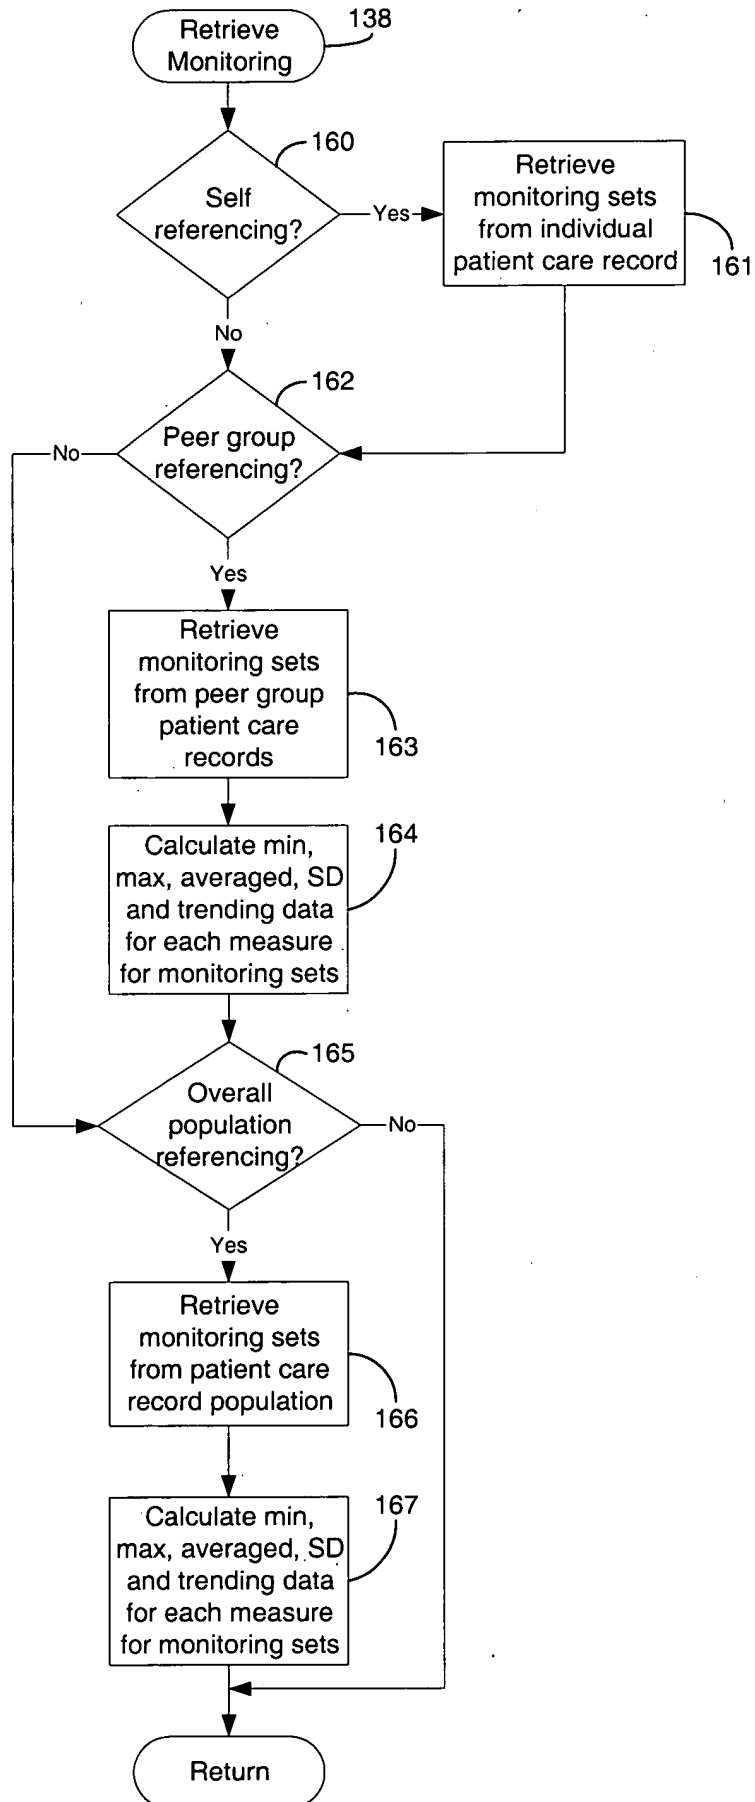 Retrieve
Monitoring
138
160
Self
referencing?
Yes
Retrieve
monitoring sets
from individual
patient care record
161
No
162
Peer group
referencing?
No
Yes
Retrieve
monitoring sets
from peer group
patient care
records
163
Calculate min,
max, averaged, SD
and trending data
for each measure
for monitoring sets
164
165
Overall
population
referencing?
No
Yes
Retrieve
monitoring sets
from patient care
record population
166
Calculate min,
max, averaged, SD
and trending data
for each measure
for monitoring sets
167
Return